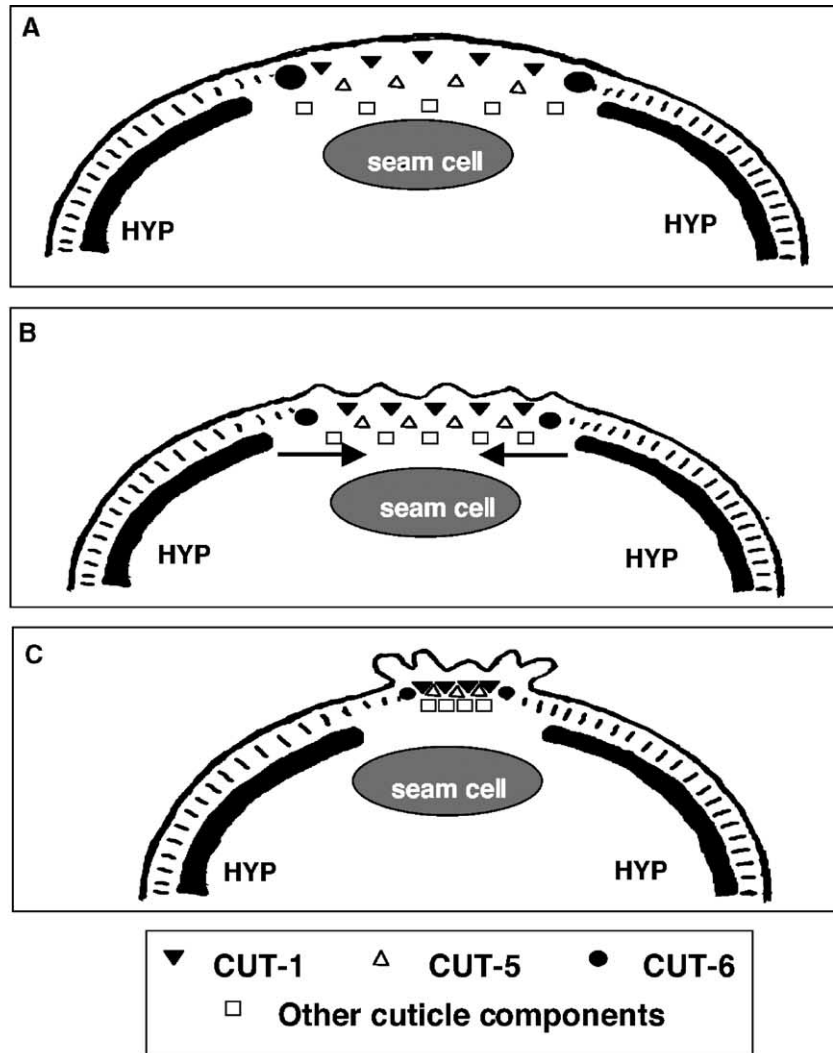 A
seam cell
HYP HYP
B
seam cell
HYP HYP
C
seam cell
HYP HYP
CUT-1 CUT-5 CUT-6
Other cuticle components